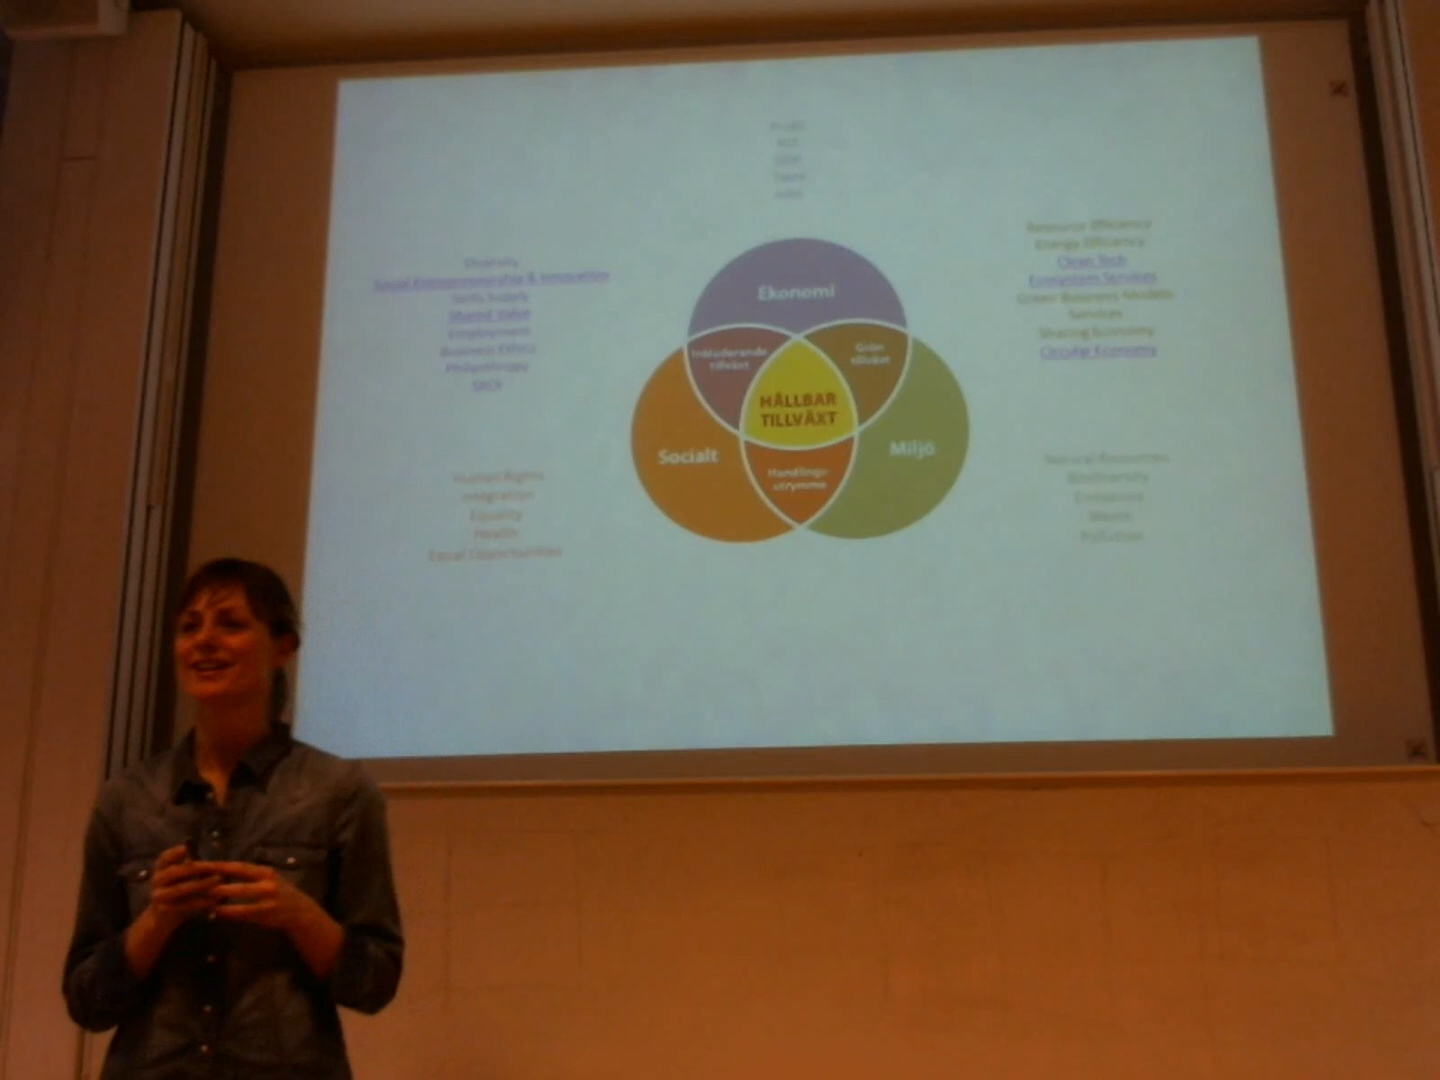 Diversity
Social Entrepreneurship & Innovation
Skills Supply
Shared Value
Employment
Business Ethics
Philanthropy
Human Rights
Integration
Equality
Health
Equal Opportunities
Ekonomi
Inkluderande
tillväxt
Grön
tillväxt
HÅLLBAR
TILLVÄXT
Socialt
Miljö
Handlings-
utrymme
Resource Efficiency
Energy Efficiency
Clean Tech
Ecosystem Services
Green Business Models
Services
Sharing Economy
Circular Economy
Natural Resources
Biodiversity
Emissions
Waste
Pollution